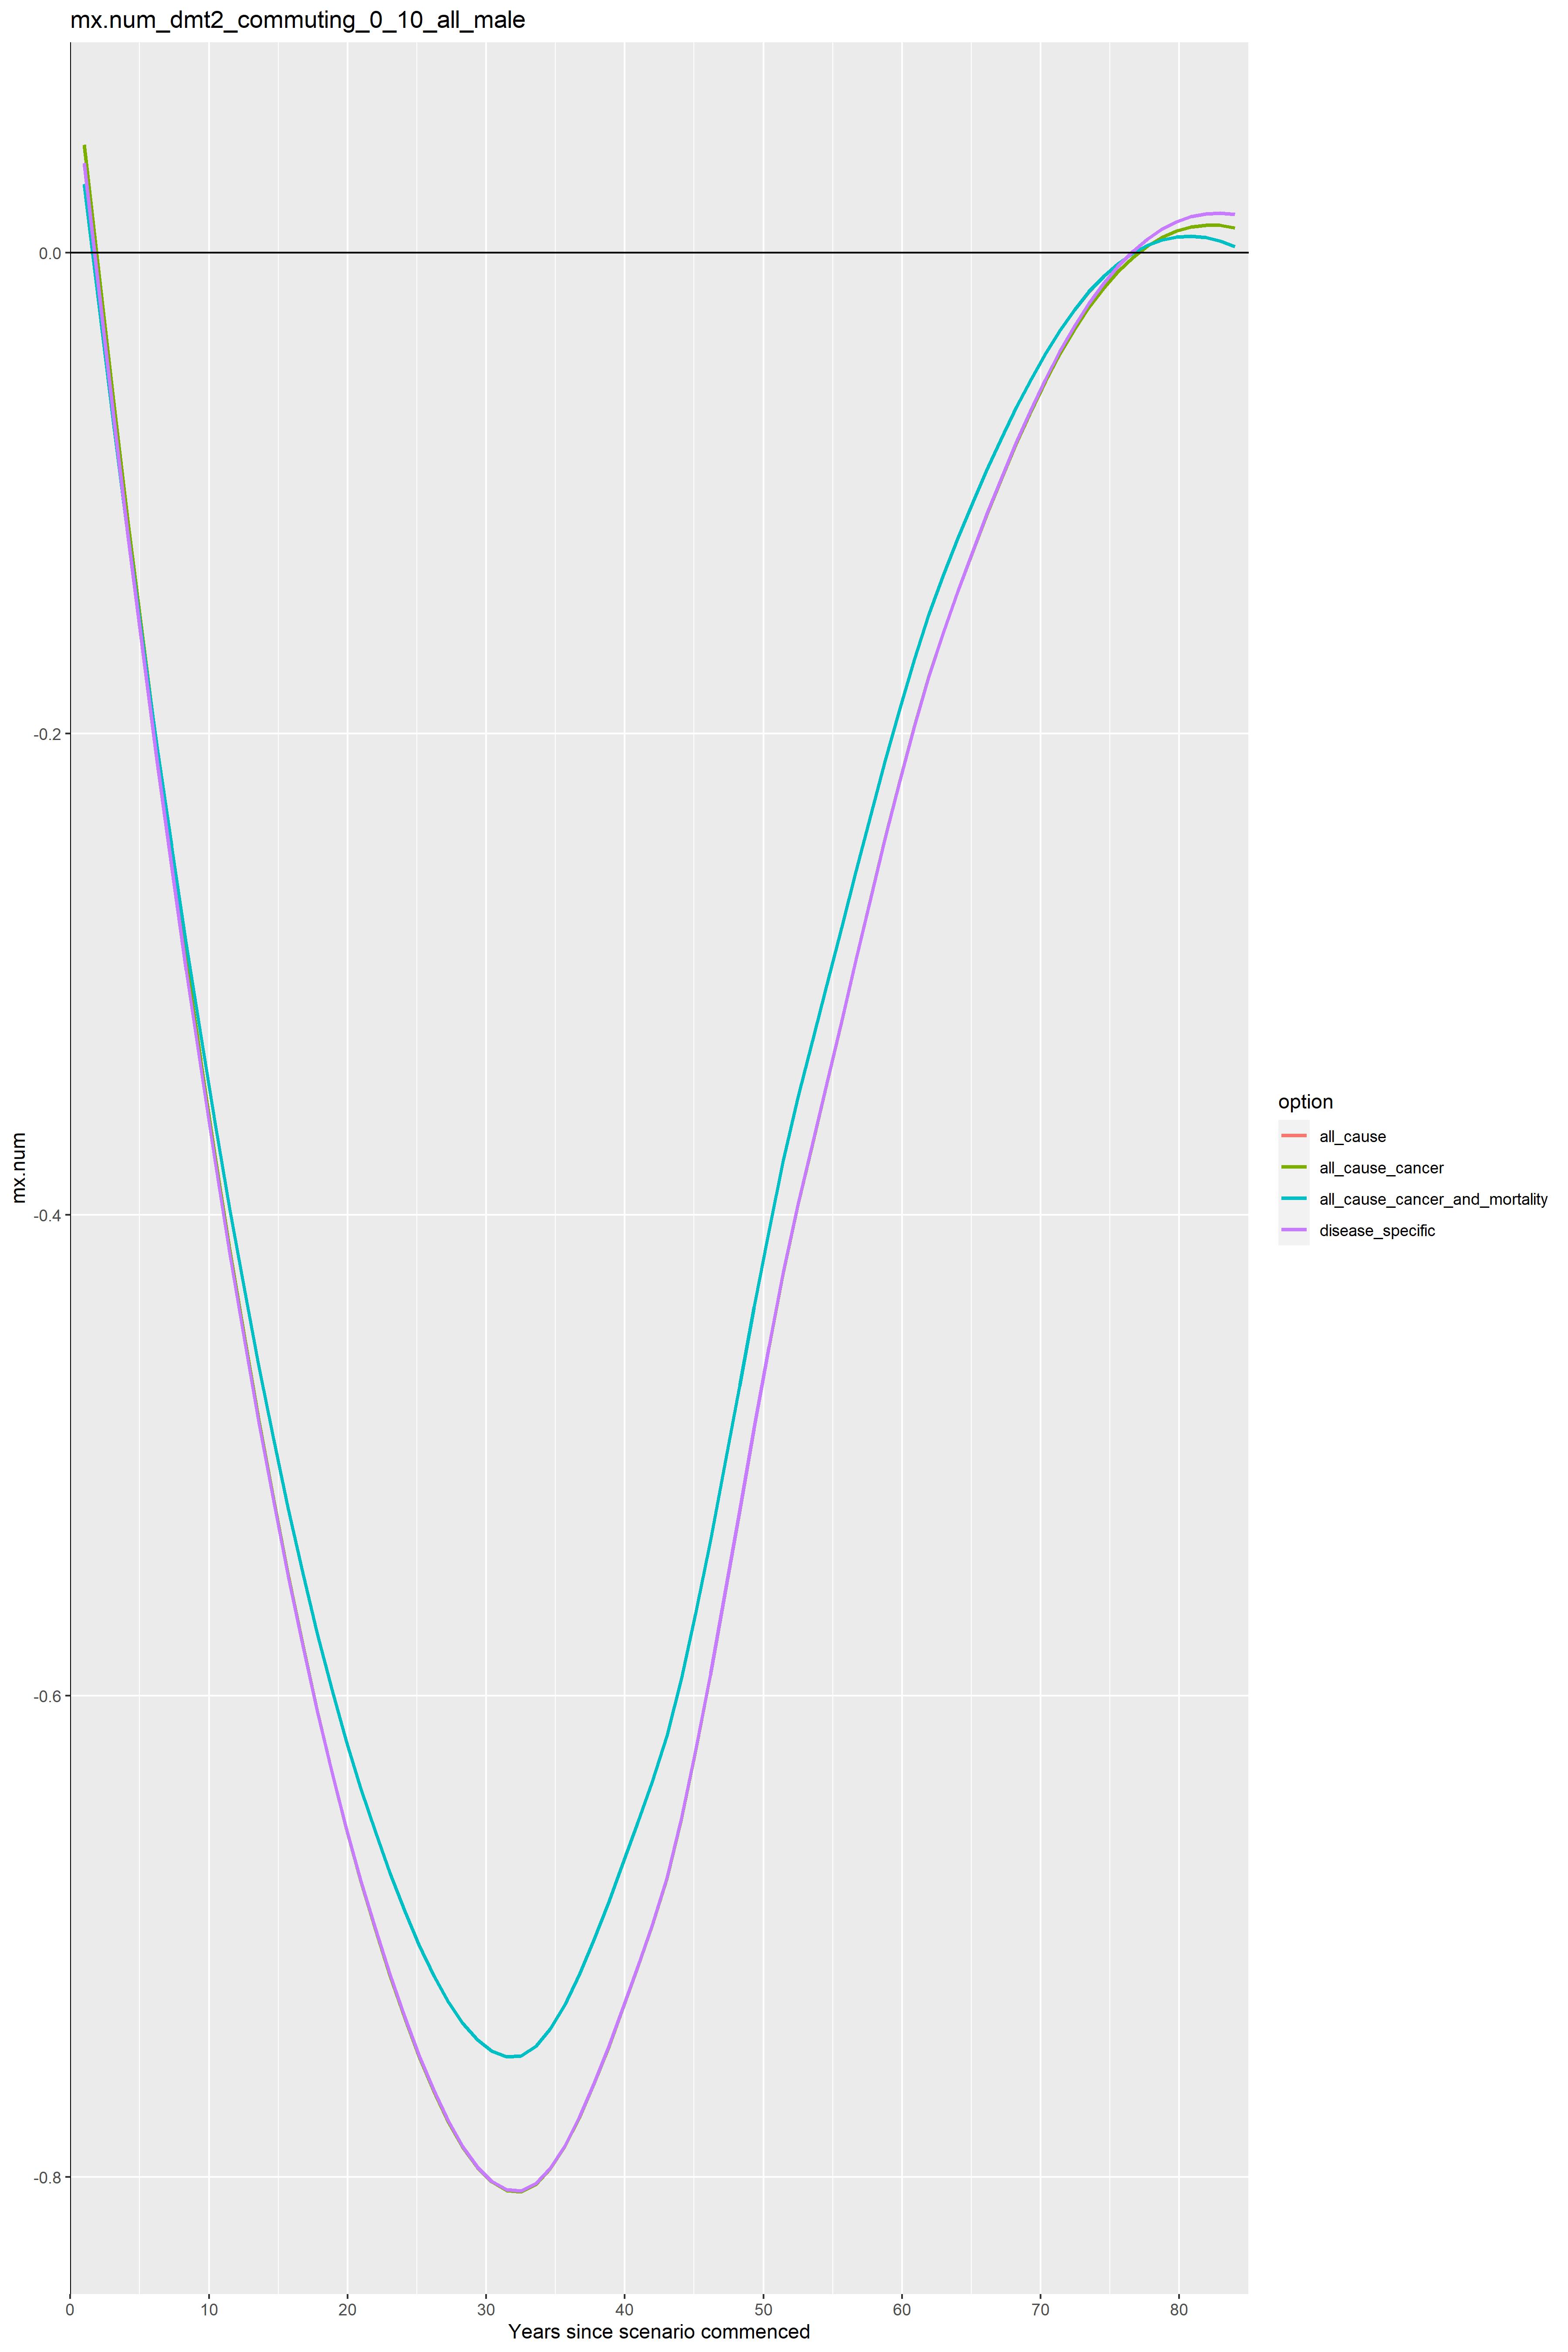 mx.num_dmt2_commuting_0_10_all_male
0.0
-0.2
-0.4
-0.6
-0.8
mx.num
0 10 20 30 40 50 60 70 80
Years since scenario commenced
option
all_cause
all_cause_cancer
all_cause_cancer_and_mortality
disease_specific